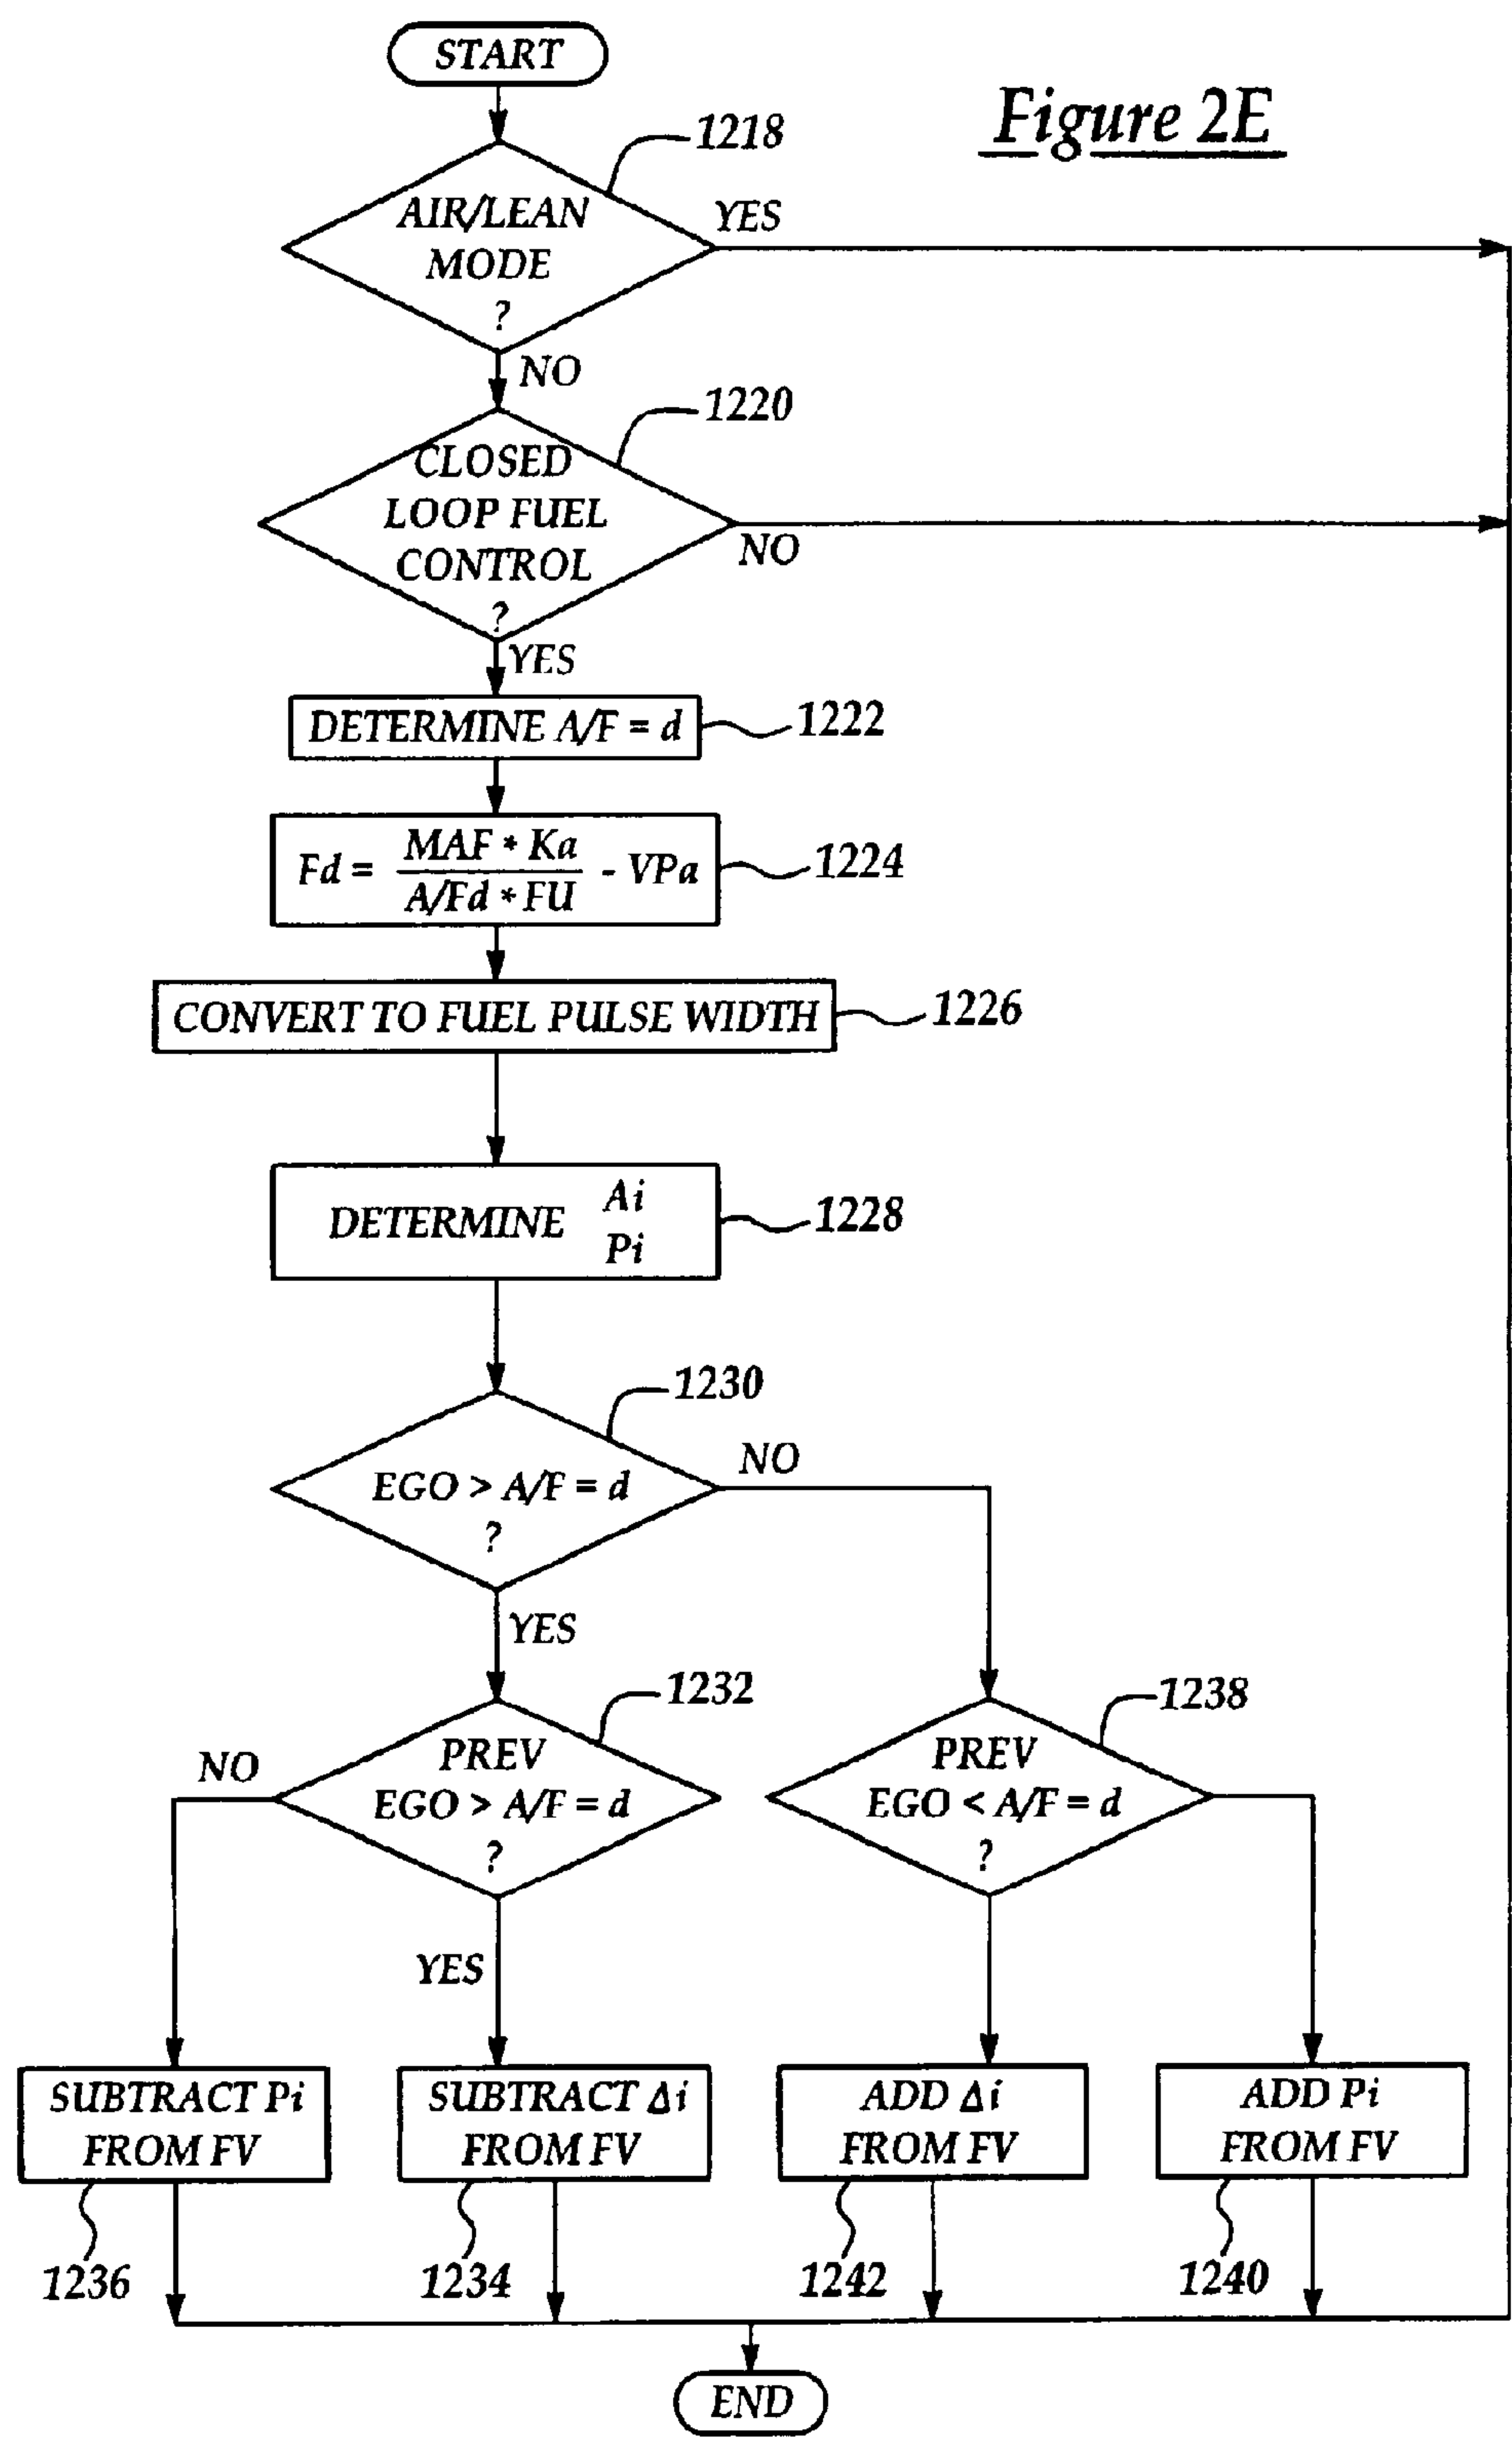 START
Figure 2E
1218
AIR/LEAN
MODE
?
YES
NO
1220
CLOSED
LOOP FUEL
CONTROL
?
NO
YES
DETERMINE A/F = d
1222
Fd = MAF * Ka / A/Fd * FU - VPa
1224
CONVERT TO FUEL PULSE WIDTH
1226
DETERMINE Ai
Pi
1228
1230
EGO > A/F = d
?
NO
YES
1232
PREV
EGO > A/F = d
?
NO
YES
1238
PREV
EGO < A/F = d
?
SUBTRACT Pi
FROM FV
SUBTRACT Δi
FROM FV
ADD Δi
FROM FV
ADD Pi
FROM FV
1236
1234
1242
1240
END